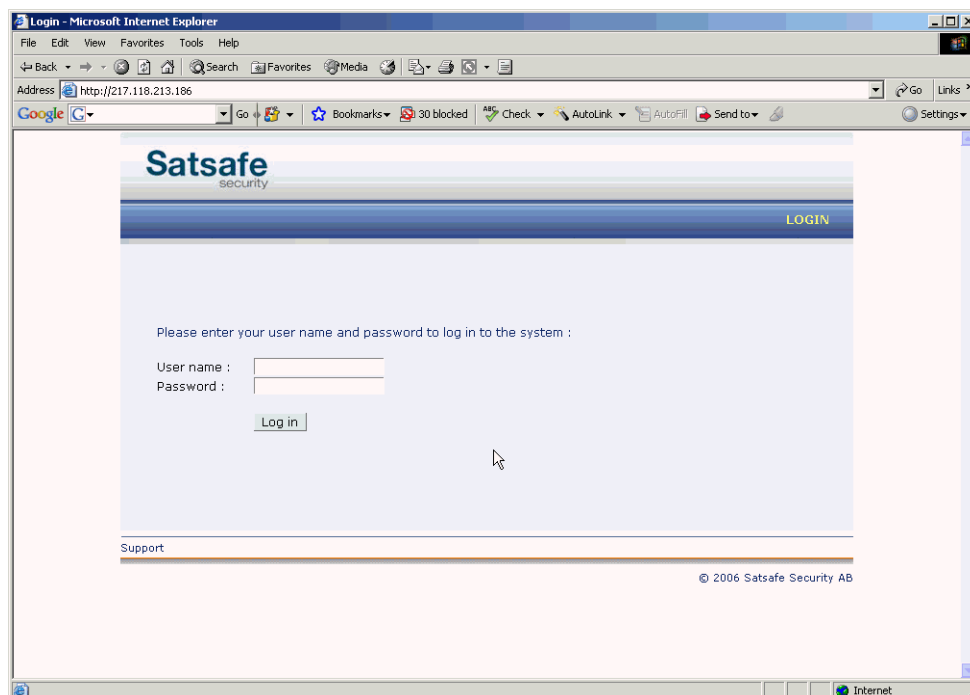 Login - Microsoft Internet Explorer
File Edit View Favorites Tools Help
Back Search Favorites Media
Address http://217.118.213.186 Go Links »
Google G Go Bookmarks 30 blocked ABC Check AutoLink AutoFill Send to Settings
Satsafe
security
LOGIN
Please enter your user name and password to log in to the system :
User name :
Password :
Log in
Support
© 2006 Satsafe Security AB
Internet